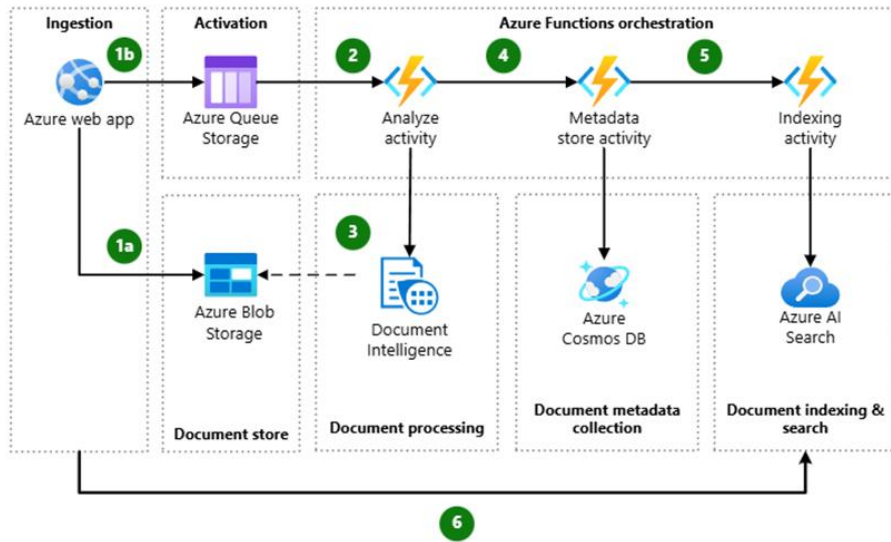 Ingestion
Activation
Azure Functions orchestration
1b
2
4
5
Azure web app
Azure Queue
Storage
Analyze
activity
Metadata
store activity
Indexing
activity
1a
3
Azure Blob
Storage
Document
Intelligence
Azure
Cosmos DB
Azure AI
Search
Document store
Document processing
Document metadata
collection
Document indexing &
search
6